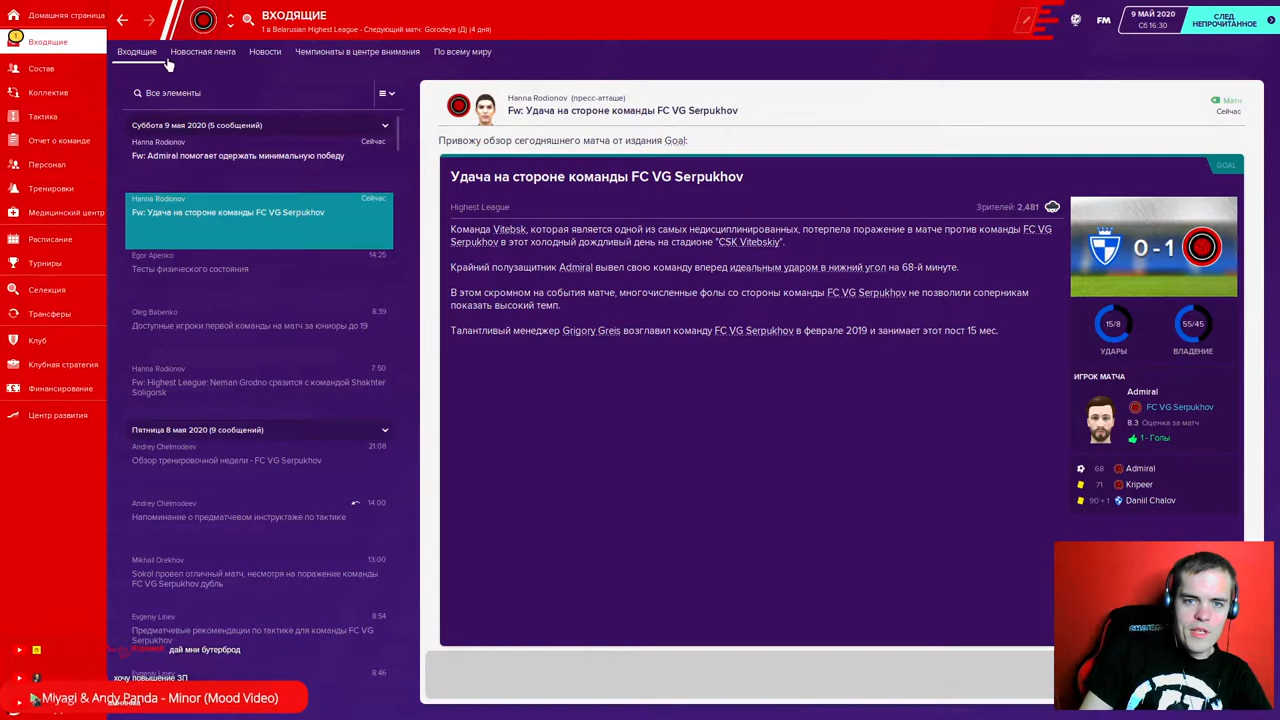 Домашняя страница
Входящие
Состав
Коллектив
Тактика
Отчет о команде
Персонал
Тренировки
Медицинский центр
Расписание
Турниры
Селекция
Трансферы
Клуб
Клубная стратегия
Финансирование
Центр развития
ВХОДЯЩИЕ
1 в Belarusian Highest League - Следующий матч: Gorodeya (Д) (4 дня)
FM
9 МАЙ 2020
Сб 16:30
СЛЕД.
НЕПРОЧИТАННОЕ
Входящие Новостная лента Новости Чемпионаты в центре внимания По всему миру
Все элементы
Суббота 9 мая 2020 (5 сообщений)
Hanna Rodionov Сейчас
Fw: Admiral помогает одержать минимальную победу
Hanna Rodionov Сейчас
Fw: Удача на стороне команды FC VG Serpukhov
Egor Apenko 14:25
Тесты физического состояния
Oleg Babenko 8:39
Доступные игроки первой команды на матч за юниоры до 19
Hanna Rodionov 7:50
Fw: Highest League: Neman Grodno сразится с командой Shakhter
Soligorsk
Пятница 8 мая 2020 (9 сообщений)
Andrey Chelmodeev 21:08
Обзор тренировочной недели - FC VG Serpukhov
Andrey Chelmodeev 14:00
Напоминание о предматчевом инструктаже по тактике
Mikhail Orekhov 13:00
Sokol провел отличный матч, несмотря на поражение команды
FC VG Serpukhov дубль
Evgeniy Linev 8:54
Предматчевые рекомендации по тактике для команды FC VG
Serpukhov
Evgeniy Linev 8:46
дай мни бутерброд
хочу повышение ЗП
Miyagi & Andy Panda - Minor (Mood Video)
Hanna Rodionov (пресс-атташе)
Fw: Удача на стороне команды FC VG Serpukhov
Матч
Сейчас
Привожу обзор сегодняшнего матча от издания Goal:
GOAL
Удача на стороне команды FC VG Serpukhov
Highest League Зрителей: 2,481
Команда Vitebsk, которая является одной из самых недисциплинированных, потерпела поражение в матче против команды FC VG
Serpukhov в этот холодный дождливый день на стадионе "CSK Vitebskiy".
Крайний полузащитник Admiral вывел свою команду вперед идеальным ударом в нижний угол на 68-й минуте.
В этом скромном на события матче, многочисленные фолы со стороны команды FC VG Serpukhov не позволили соперникам
показать высокий темп.
Талантливый менеджер Grigory Greis возглавил команду FC VG Serpukhov в феврале 2019 и занимает этот пост 15 мес.
0 - 1
15/8
УДАРЫ
55/45
ВЛАДЕНИЕ
ИГРОК МАТЧА
Admiral
FC VG Serpukhov
8.3 Оценка за матч
1 - Голы
68 Admiral
71 Kripeer
90 + 1 Daniil Chalov